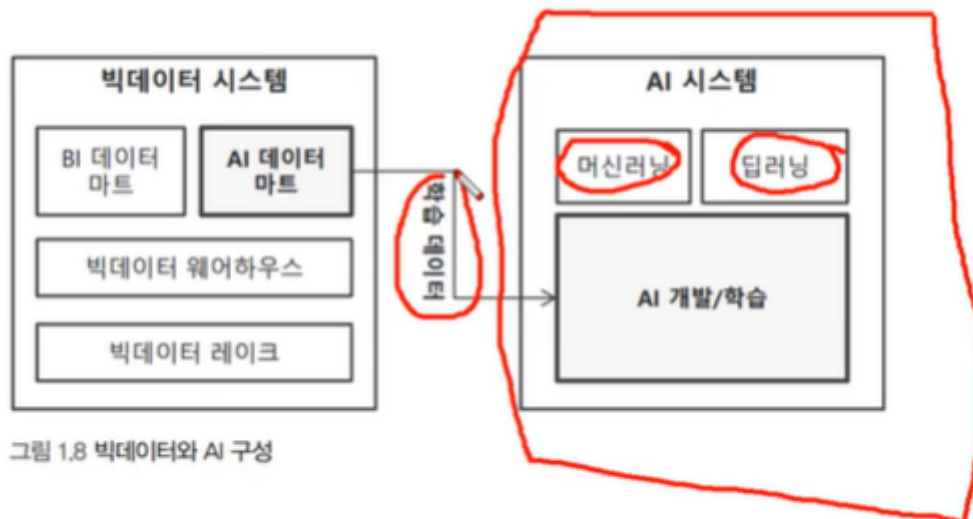 빅데이터 시스템
BI 데이터
마트
AI 데이터
마트
빅데이터 웨어하우스
빅데이터 레이크
학습 데이터
AI 시스템
머신러닝
딥러닝
AI 개발/학습
그림 1.8 빅데이터와 AI 구성